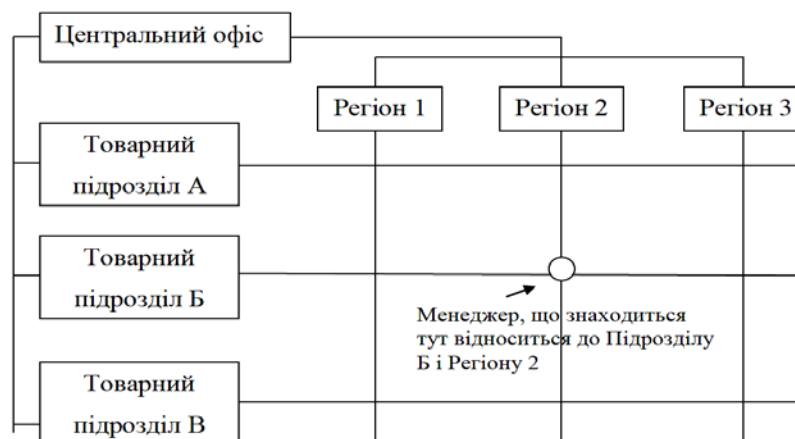 Центральний офіс
Регіон 1
Регіон 2
Регіон 3
Товарний
підрозділ А
Товарний
підрозділ Б
Менеджер, що знаходиться
тут відноситься до Підрозділу
Б і Регіону 2
Товарний
підрозділ В